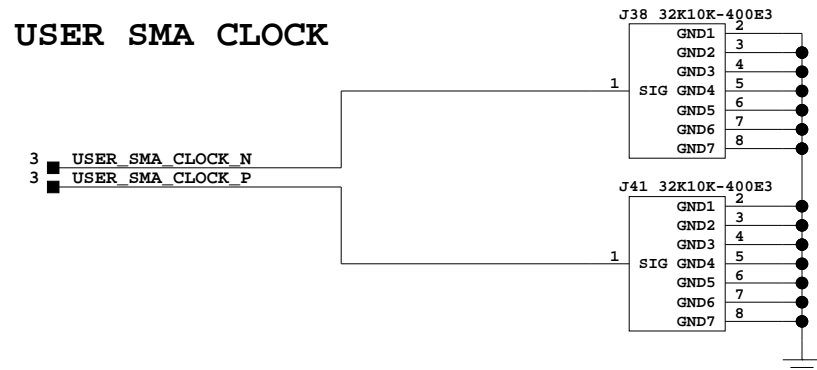 USER SMA CLOCK
J38 32K10K-400E3
GND1 2
GND2 3
GND3 4
1 SIG GND4 5
GND5 6
GND6 7
GND7 8
3 USER_SMA_CLOCK_N
3 USER_SMA_CLOCK_P
J41 32K10K-400E3
GND1 2
GND2 3
GND3 4
1 SIG GND4 5
GND5 6
GND6 7
GND7 8